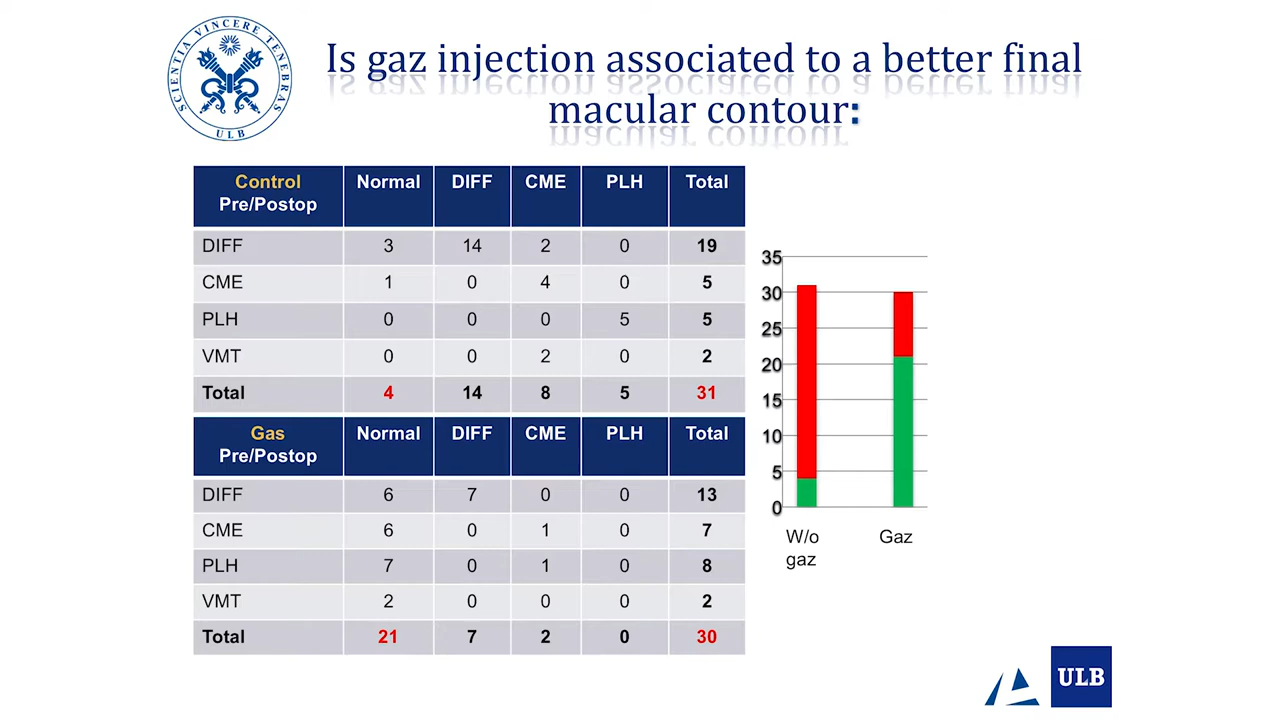 SCIENTIA VINCERE TENEBRAS
ULB
Is gaz injection associated to a better final
macular contour:
Control Pre/Postop Normal DIFF CME PLH Total
DIFF 3 14 2 0 19
CME 1 0 4 0 5
PLH 0 0 0 5 5
VMT 0 0 2 0 2
Total 4 14 8 5 31
Gas Pre/Postop Normal DIFF CME PLH Total
DIFF 6 7 0 0 13
CME 6 0 1 0 7
PLH 7 0 1 0 8
VMT 2 0 0 0 2
Total 21 7 2 0 30
35
30
25
20
15
10
5
0
W/o gaz
Gaz
ULB